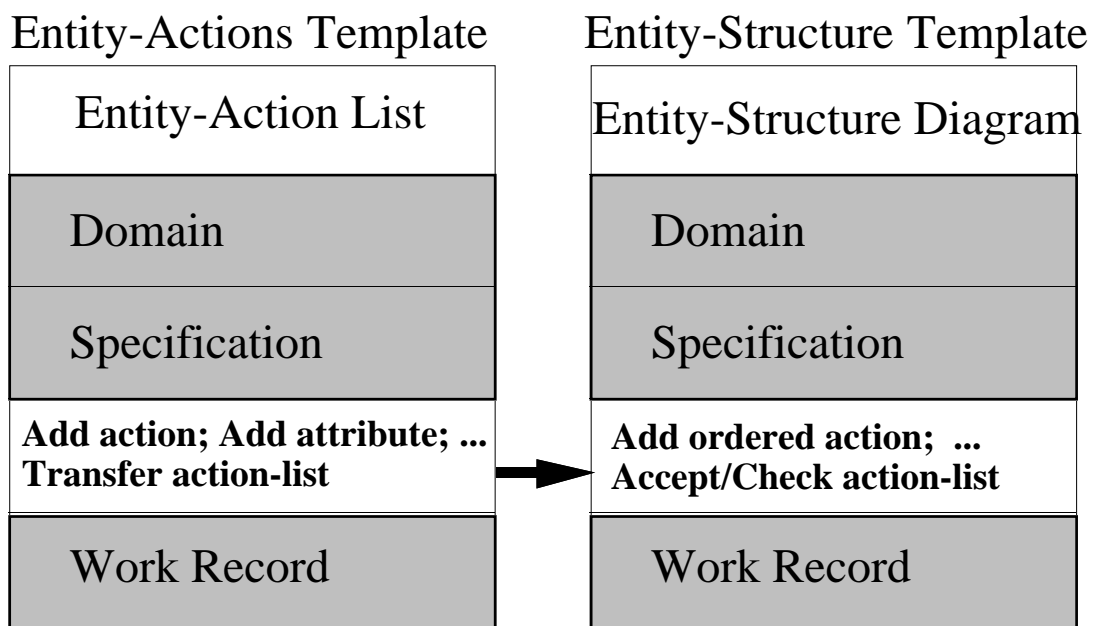 Entity-Actions Template
Entity-Action List
Domain
Specification
Add action; Add attribute; ...
Transfer action-list
Work Record
Entity-Structure Template
Entity-Structure Diagram
Domain
Specification
Add ordered action; ...
Accept/Check action-list
Work Record